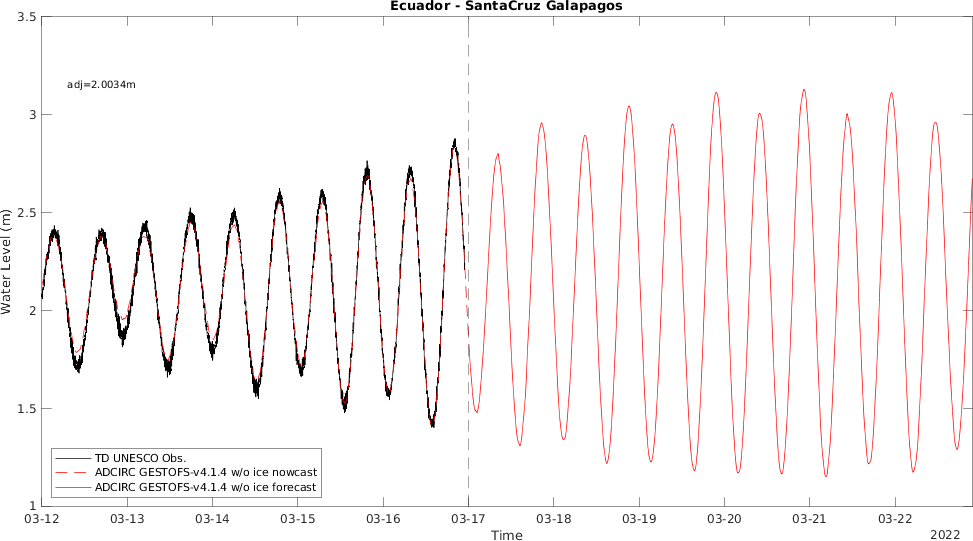 Ecuador - SantaCruz Galapagos
3.5
adj=2.0034m
3
2.5
Water Level (m)
2
1.5
TD UNESCO Obs.
ADCIRC GESTOFS-v4.1.4 w/o ice nowcast
ADCIRC GESTOFS-v4.1.4 w/o ice forecast
1
03-12 03-13 03-14 03-15 03-16 03-17 03-18 03-19 03-20 03-21 03-22
Time
2022